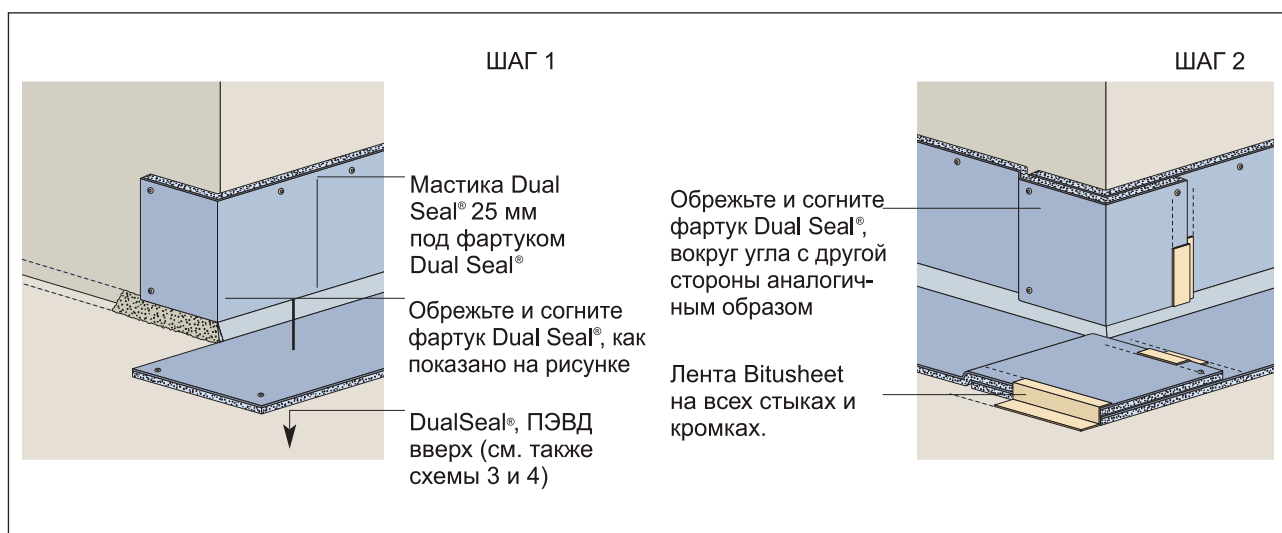 ШАГ 1
Мастика Dual
Seal® 25 мм
под фартуком
Dual Seal®
Обрежьте и согните
фартук Dual Seal®, как
показано на рисунке
DualSeal®, ПЭВД
вверх (см. также
схемы 3 и 4)
ШАГ 2
Обрежьте и согните
фартук Dual Seal®,
вокруг угла с другой
стороны аналогич-
ным образом
Лента Bitusheet
на всех стыках и
кромках.